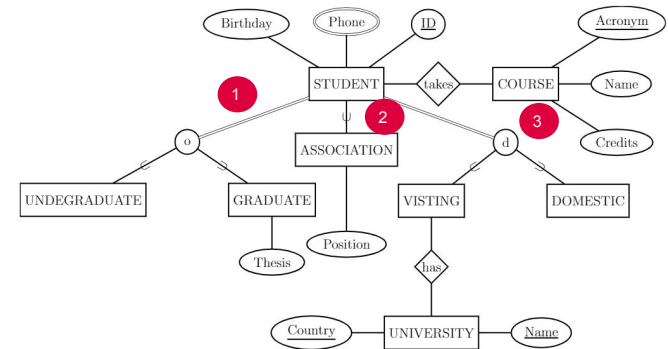 Birthday
Phone
ID
Acronym
STUDENT
takes
COURSE
Name
1
2
3
o
ASSOCIATION
d
Credits
UNDEGRADUATE
GRADUATE
VISTING
DOMESTIC
Thesis
Position
has
Country
UNIVERSITY
Name